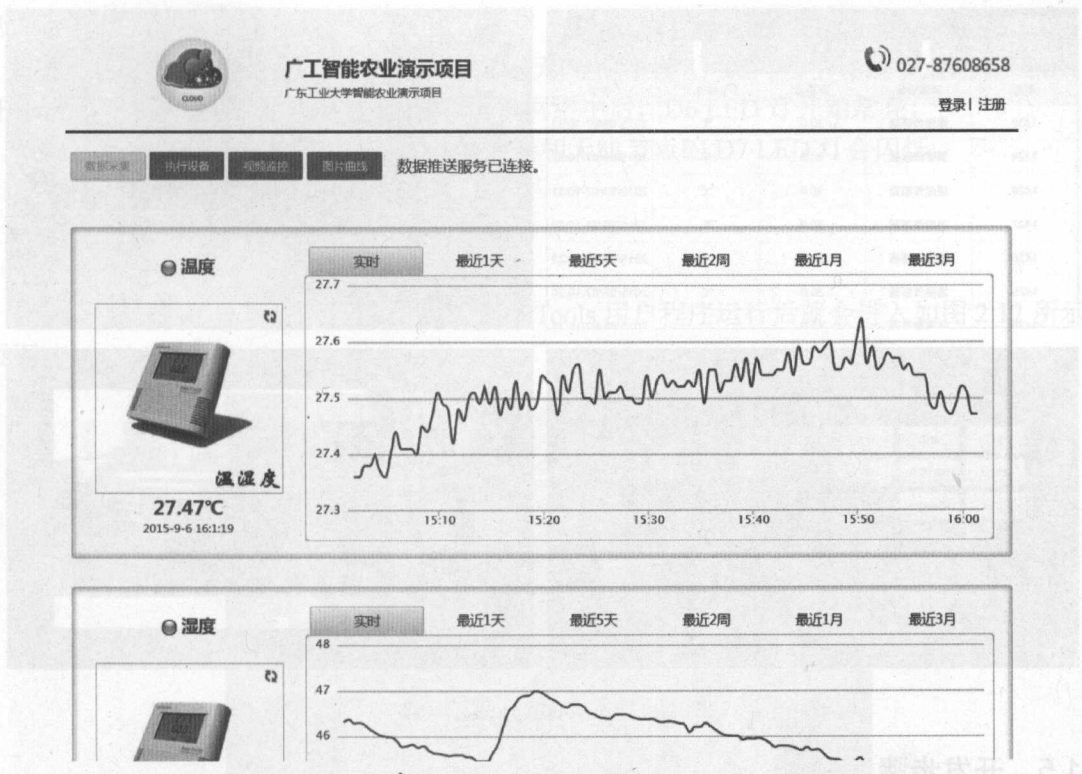 CLOUD
广工智能农业演示项目
广东工业大学智能农业演示项目
027-87608658
登录| 注册
数据采集 执行设备 视频监控 图片曲线 数据推送服务已连接。
温度
实时 最近1天 最近5天 最近2周 最近1月 最近3月
27.7
27.6
27.5
27.4
27.3
15:10 15:20 15:30 15:40 15:50 16:00
温湿度
27.47℃
2015-9-6 16:1:19
湿度
实时 最近1天 最近5天 最近2周 最近1月 最近3月
48
47
46